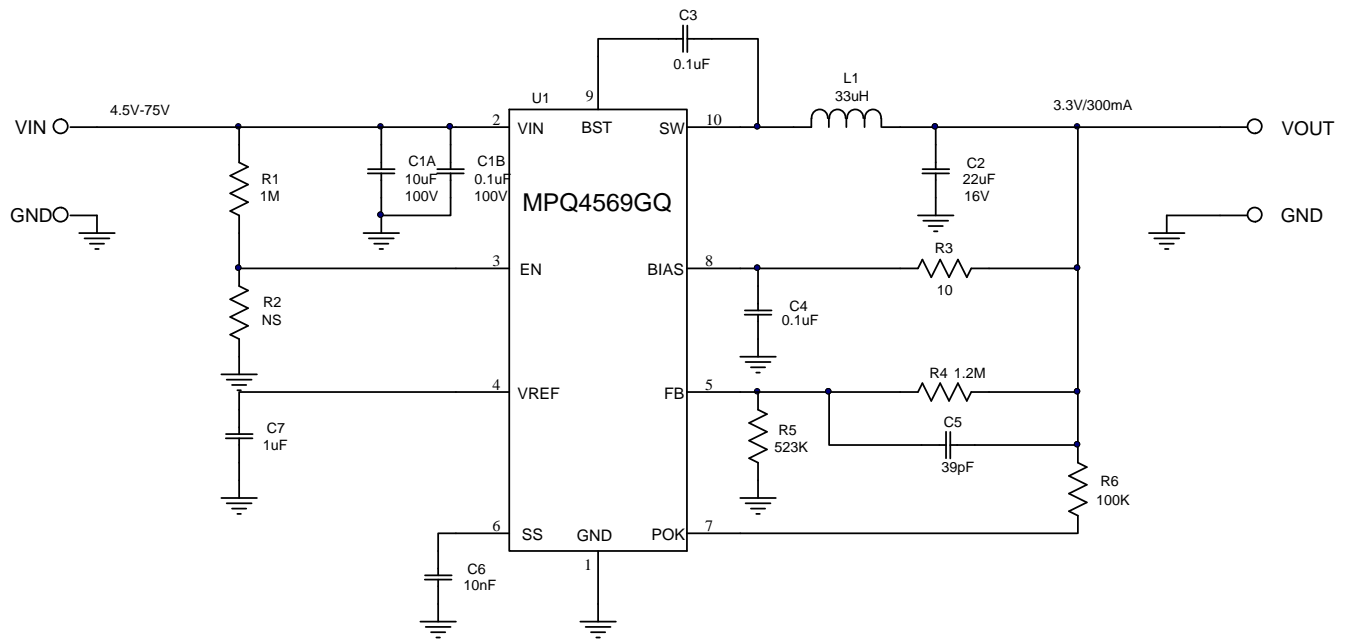 C3
0.1uF
4.5V-75V
U1
9
L1
33uH
3.3V/300mA
VIN
2
VIN
BST
SW
10
VOUT
R1
1M
C1A
10uF
100V
C1B
0.1uF
100V
MPQ4569GQ
C2
22uF
16V
GND
GND
3
EN
BIAS
8
R3
10
R2
NS
C4
0.1uF
4
VREF
FB
5
R4 1.2M
C7
1uF
R5
523K
C5
39pF
R6
100K
6
SS
GND
POK
7
1
C6
10nF